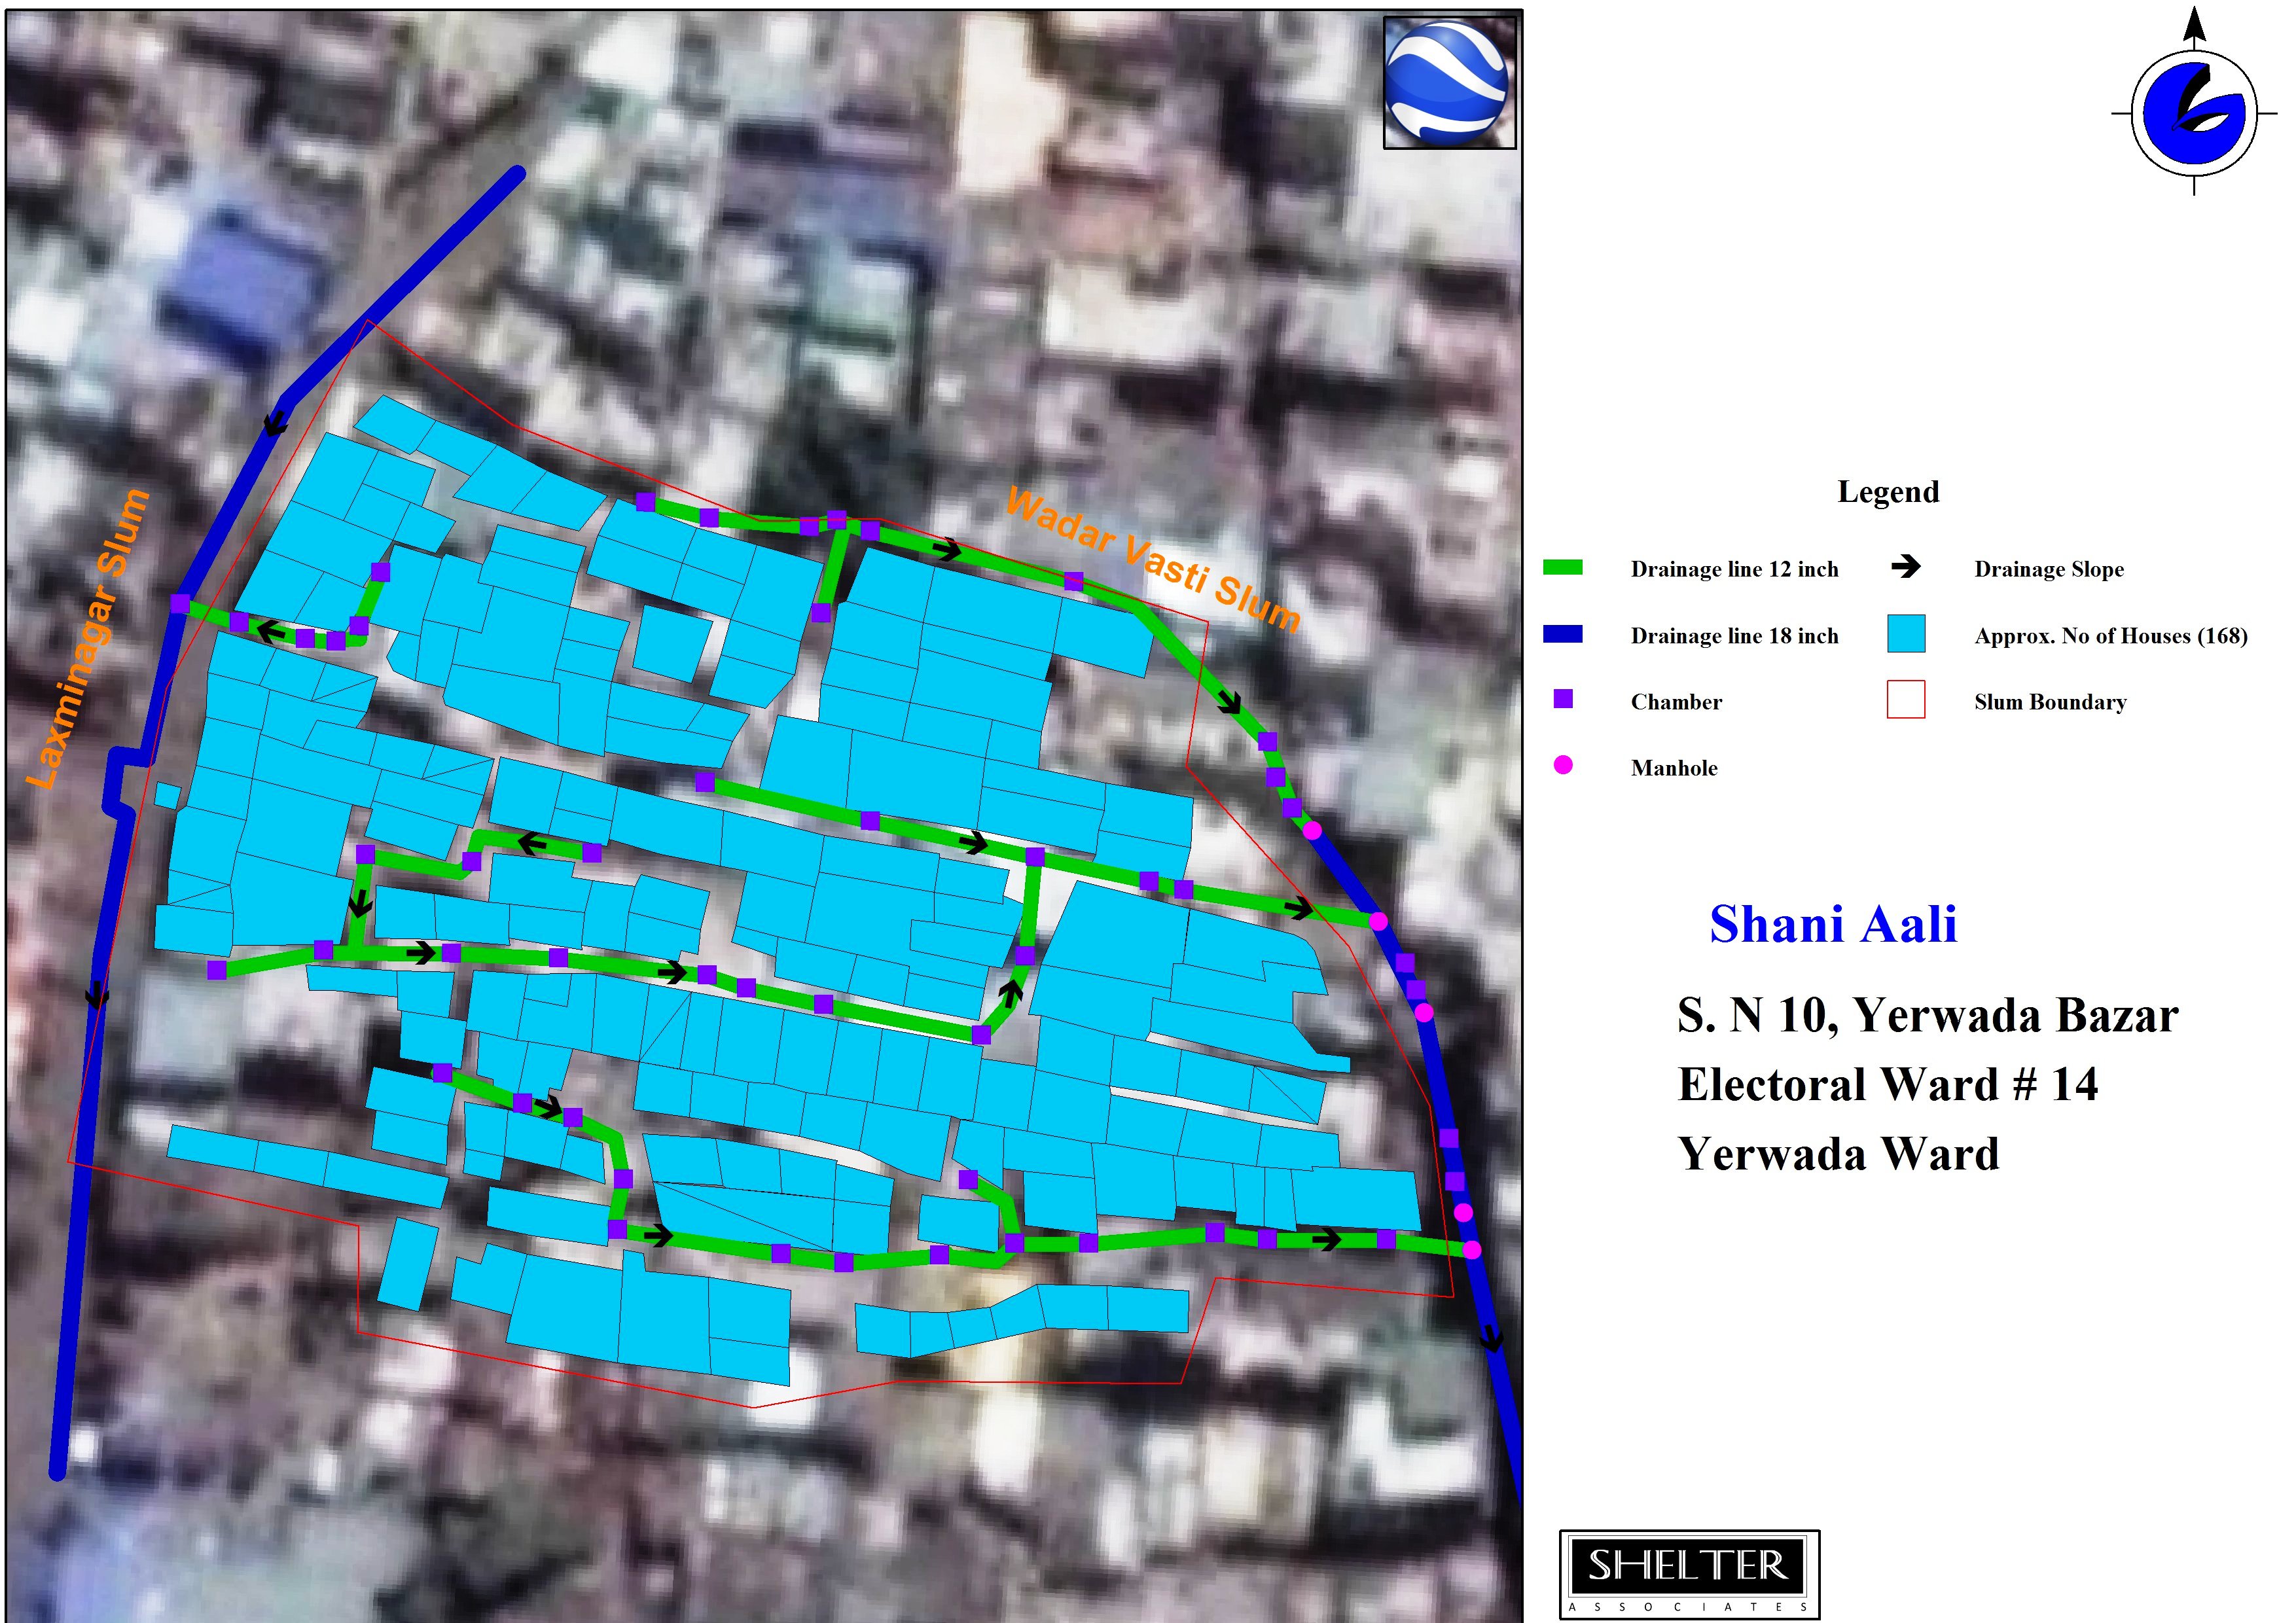 Laxminagar Slum
Wadar Vasti Slum
Legend
Drainage line 12 inch
Drainage Slope
Drainage line 18 inch
Approx. No of Houses (168)
Chamber
Slum Boundary
Manhole
Shani Aali
S. N 10, Yerwada Bazar
Electoral Ward # 14
Yerwada Ward
SHELTER
ASSOCIATES